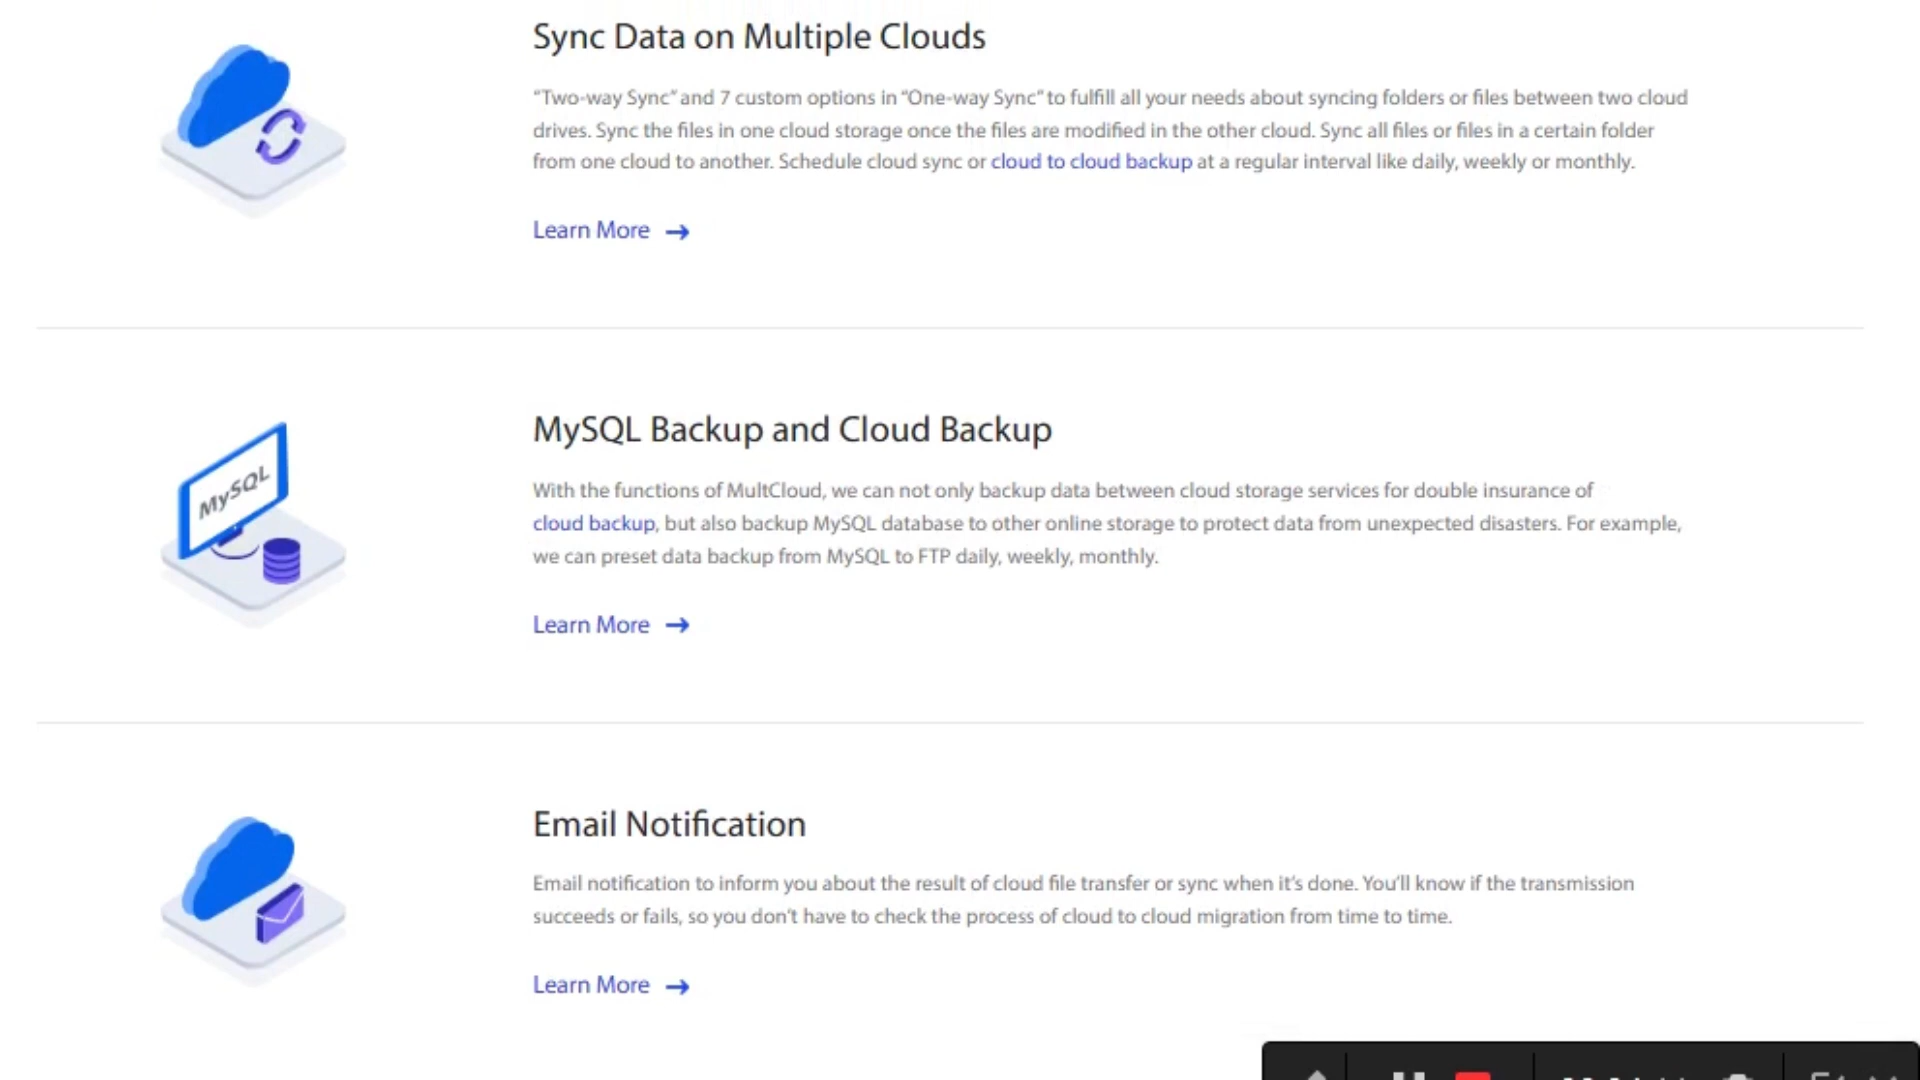 Sync Data on Multiple Clouds
“Two-way Sync” and 7 custom options in “One-way Sync” to fulfill all your needs about syncing folders or files between two cloud
drives. Sync the files in one cloud storage once the files are modified in the other cloud. Sync all files or files in a certain folder
from one cloud to another. Schedule cloud sync or cloud to cloud backup at a regular interval like daily, weekly or monthly.
Learn More →
MySQL
MySQL Backup and Cloud Backup
With the functions of MultCloud, we can not only backup data between cloud storage services for double insurance of
cloud backup, but also backup MySQL database to other online storage to protect data from unexpected disasters. For example,
we can preset data backup from MySQL to FTP daily, weekly, monthly.
Learn More →
Email Notification
Email notification to inform you about the result of cloud file transfer or sync when it’s done. You’ll know if the transmission
succeeds or fails, so you don’t have to check the process of cloud to cloud migration from time to time.
Learn More →